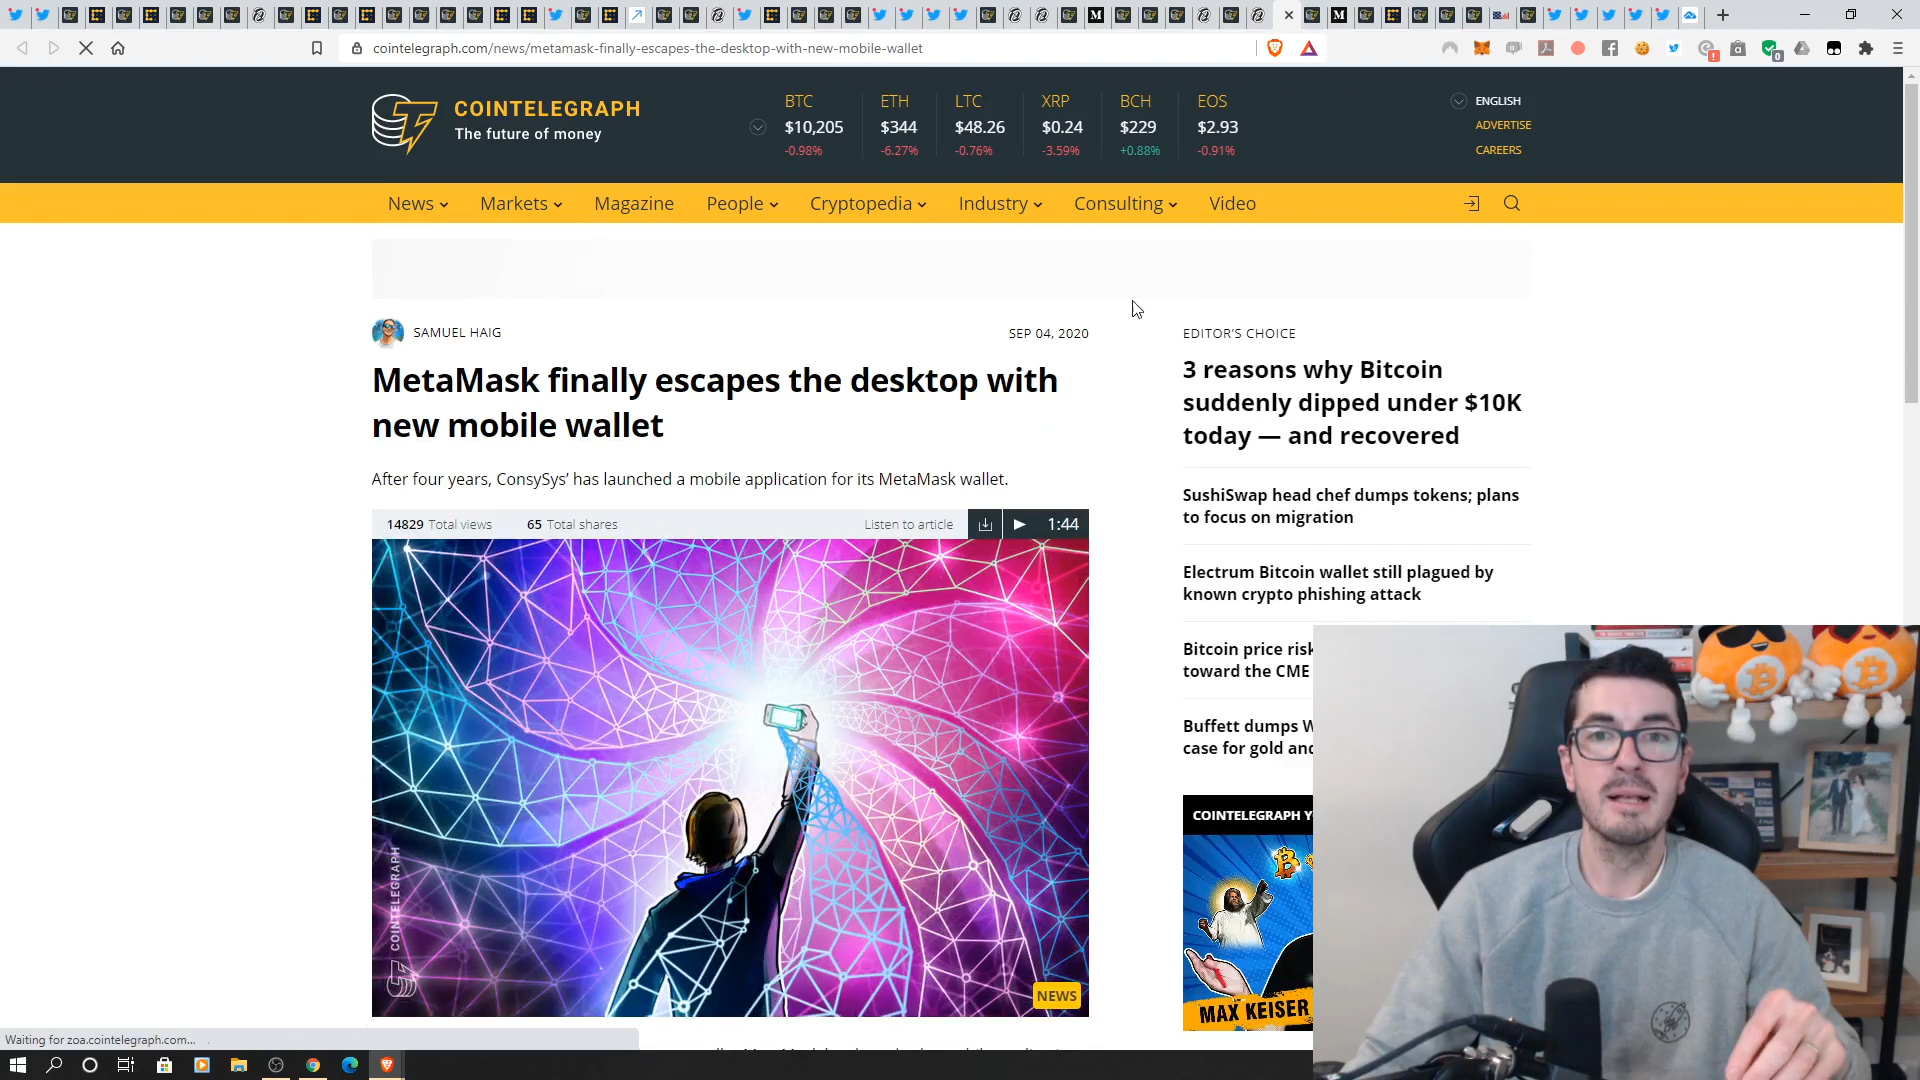 cointelegraph.com/news/metamask-finally-escapes-the-desktop-with-new-mobile-wallet
COINTELEGRAPH
The future of money
BTC ETH LTC XRP BCH EOS
$10,205 $344 $48.26 $0.24 $229 $2.93
-0.98% -6.27% -0.76% -3.59% +0.88% -0.91%
ENGLISH
ADVERTISE
CAREERS
News Markets Magazine People Cryptopedia Industry Consulting Video
SAMUEL HAIG
SEP 04, 2020
MetaMask finally escapes the desktop with
new mobile wallet
After four years, ConsySys’ has launched a mobile application for its MetaMask wallet.
14829 Total views 65 Total shares Listen to article 1:44
COINTELEGRAPH
NEWS
EDITOR’S CHOICE
3 reasons why Bitcoin
suddenly dipped under $10K
today — and recovered
SushiSwap head chef dumps tokens; plans
to focus on migration
Electrum Bitcoin wallet still plagued by
known crypto phishing attack
Bitcoin price risk
toward the CME
Buffett dumps W
case for gold and
COINTELEGRAPH Y
MAX KEISER
Waiting for zoa.cointelegraph.com...